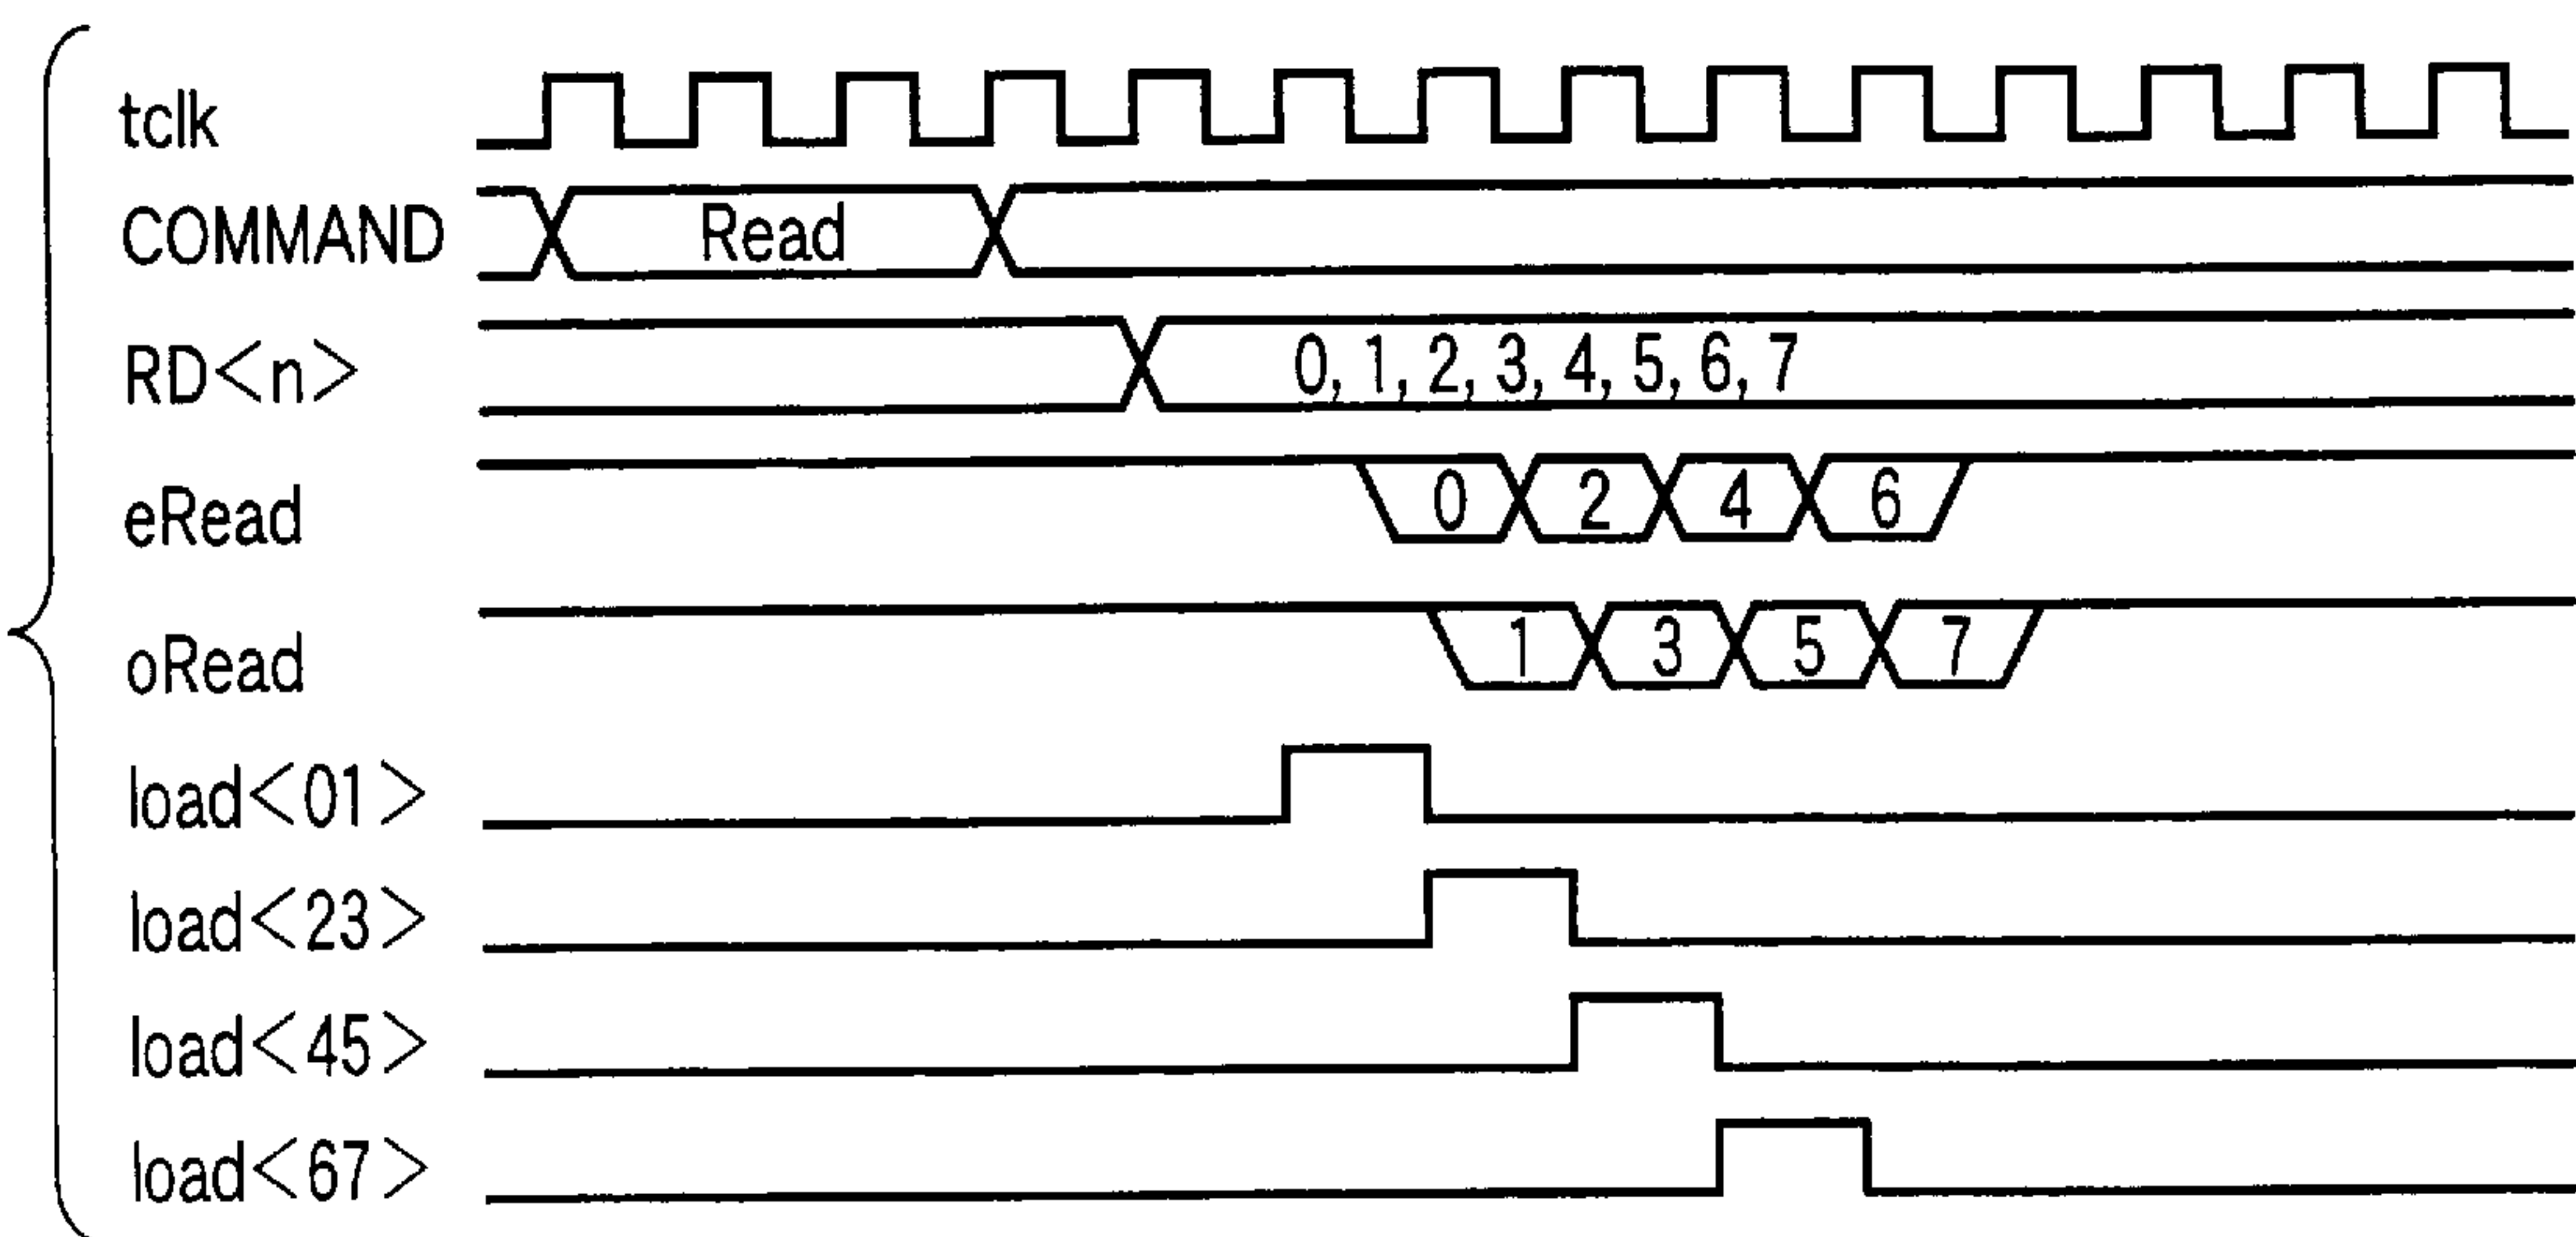 tclk
COMMAND Read
RD<n> 0, 1, 2, 3, 4, 5, 6, 7
eRead 0 2 4 6
oRead 1 3 5 7
load<01>
load<23>
load<45>
load<67>